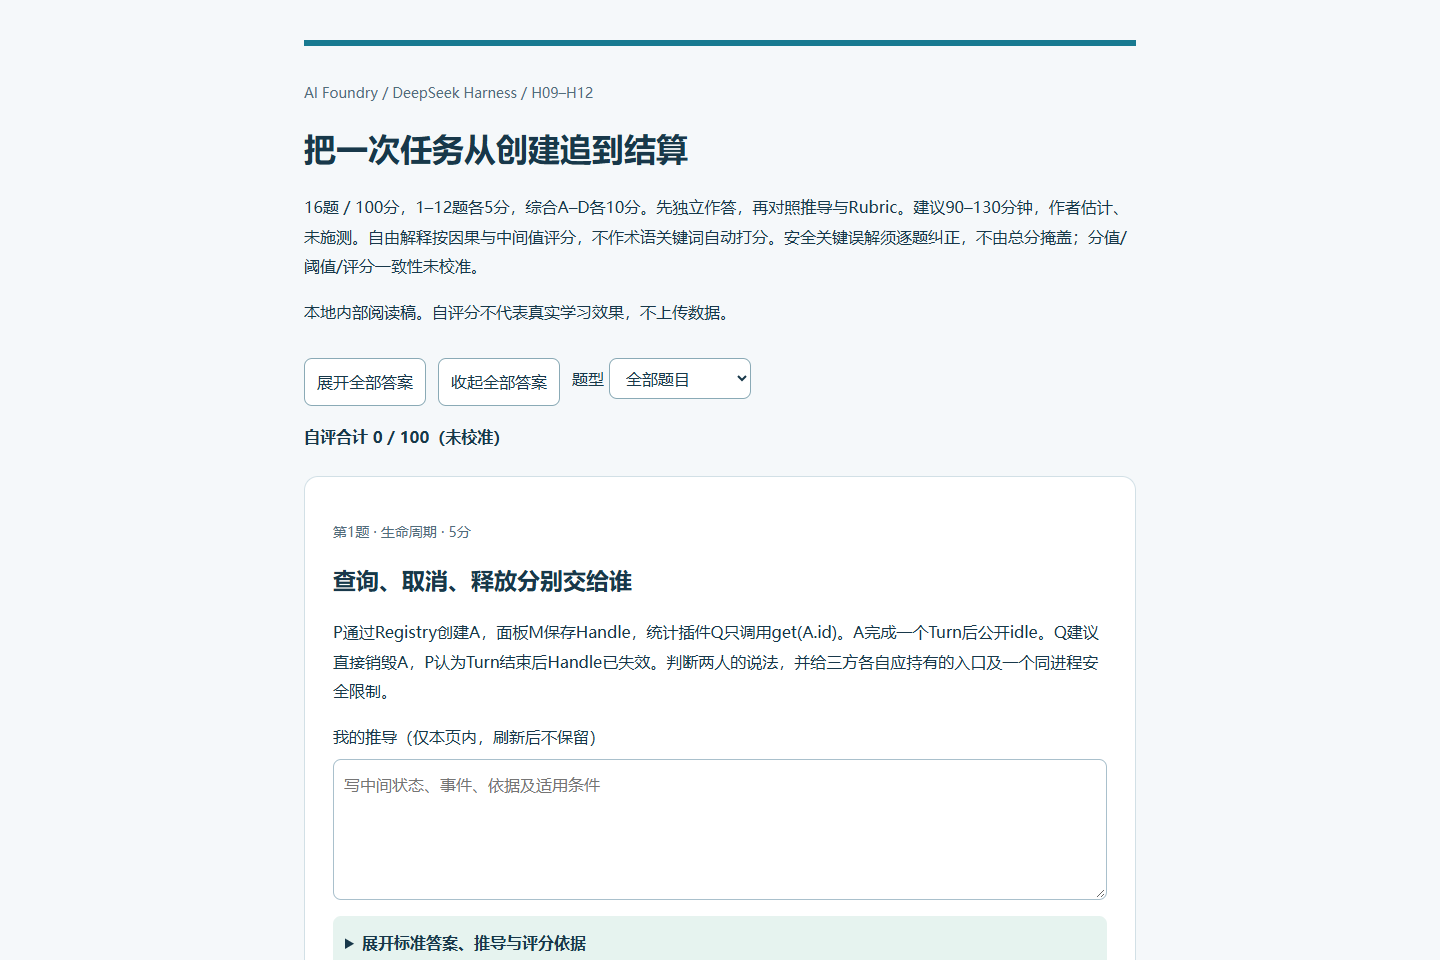 AI Foundry / DeepSeek Harness / H09–H12
把一次任务从创建追到结算
16题 / 100分，1–12题各5分，综合A–D各10分。先独立作答，再对照推导与Rubric。建议90–130分钟，作者估计、
未施测。自由解释按因果与中间值评分，不作术语关键词自动打分。安全关键误解须逐题纠正，不由总分掩盖；分值/
阈值/评分一致性未校准。
本地内部阅读稿。自评分不代表真实学习效果，不上传数据。
展开全部答案 收起全部答案 题型 全部题目
自评合计 0 / 100（未校准）
第1题 · 生命周期 · 5分
查询、取消、释放分别交给谁
P通过Registry创建A，面板M保存Handle，统计插件Q只调用get(A.id)。A完成一个Turn后公开idle。Q建议
直接销毁A，P认为Turn结束后Handle已失效。判断两人的说法，并给三方各自应持有的入口及一个同进程安
全限制。
我的推导（仅本页内，刷新后不保留）
写中间状态、事件、依据及适用条件
展开标准答案、推导与评分依据